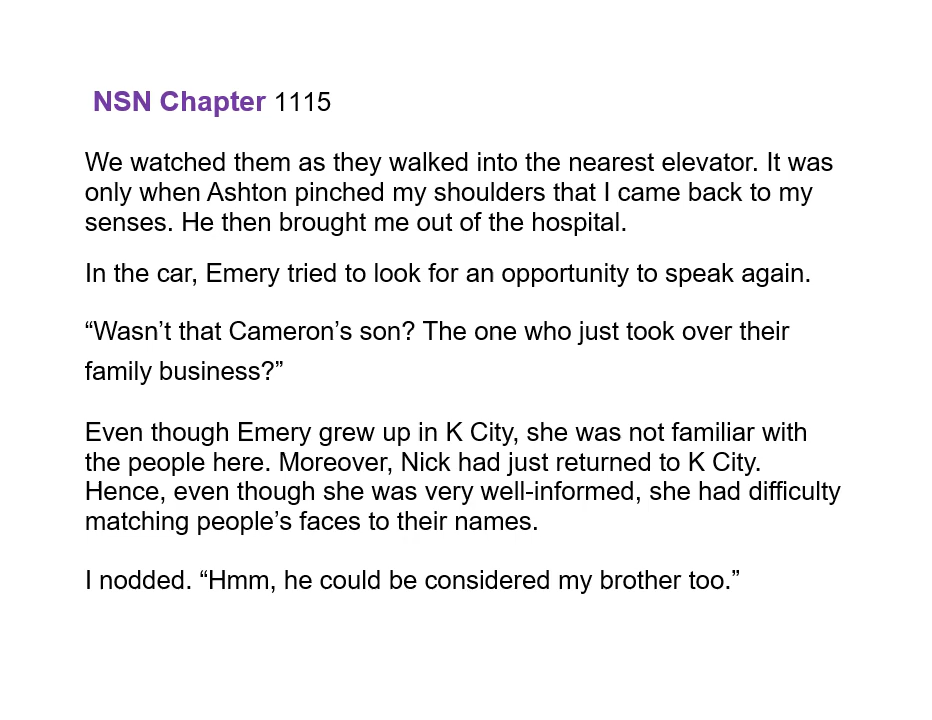 NSN Chapter 1115
We watched them as they walked into the nearest elevator. It was
only when Ashton pinched my shoulders that I came back to my
senses. He then brought me out of the hospital.
In the car, Emery tried to look for an opportunity to speak again.
“Wasn’t that Cameron’s son? The one who just took over their
family business?”
Even though Emery grew up in K City, she was not familiar with
the people here. Moreover, Nick had just returned to K City.
Hence, even though she was very well-informed, she had difficulty
matching people’s faces to their names.
I nodded. “Hmm, he could be considered my brother too.”